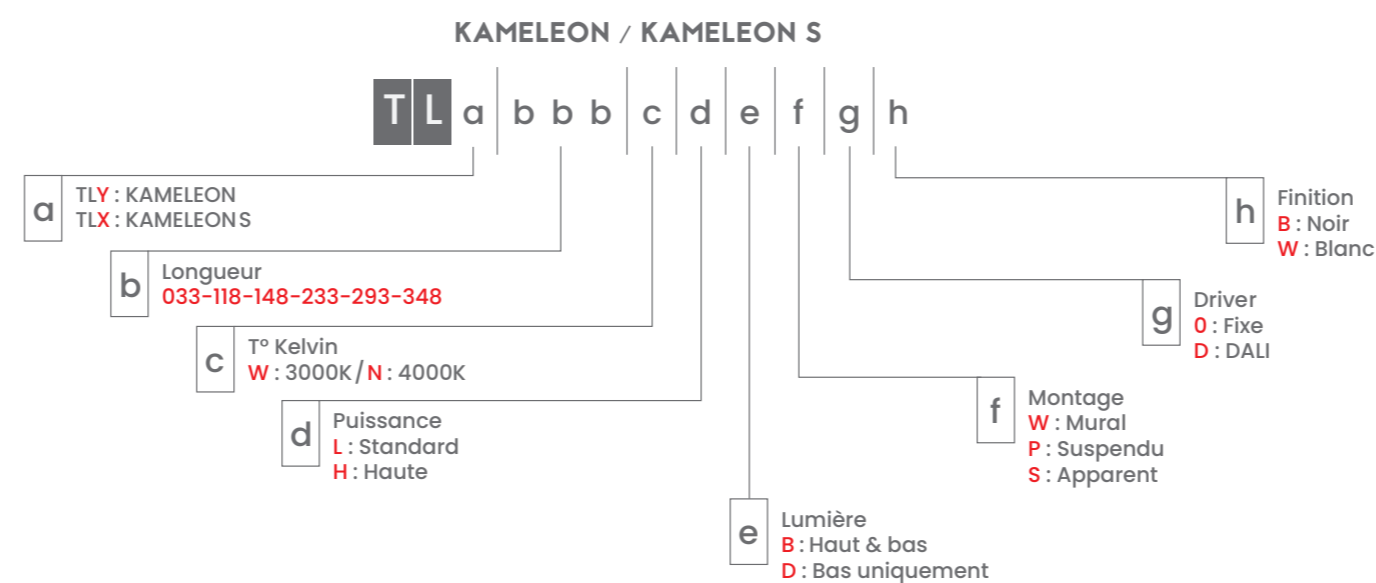 KAMELEON / KAMELEON S
T L a b b b c d e f g h
a
TLY : KAMELEON
TLX : KAMELEON S
b
Longueur
033-118-148-233-293-348
c
T° Kelvin
W : 3000K / N : 4000K
d
Puissance
L : Standard
H : Haute
e
Lumière
B : Haut & bas
D : Bas uniquement
f
Montage
W : Mural
P : Suspendu
S : Apparent
g
Driver
0 : Fixe
D : DALI
h
Finition
B : Noir
W : Blanc